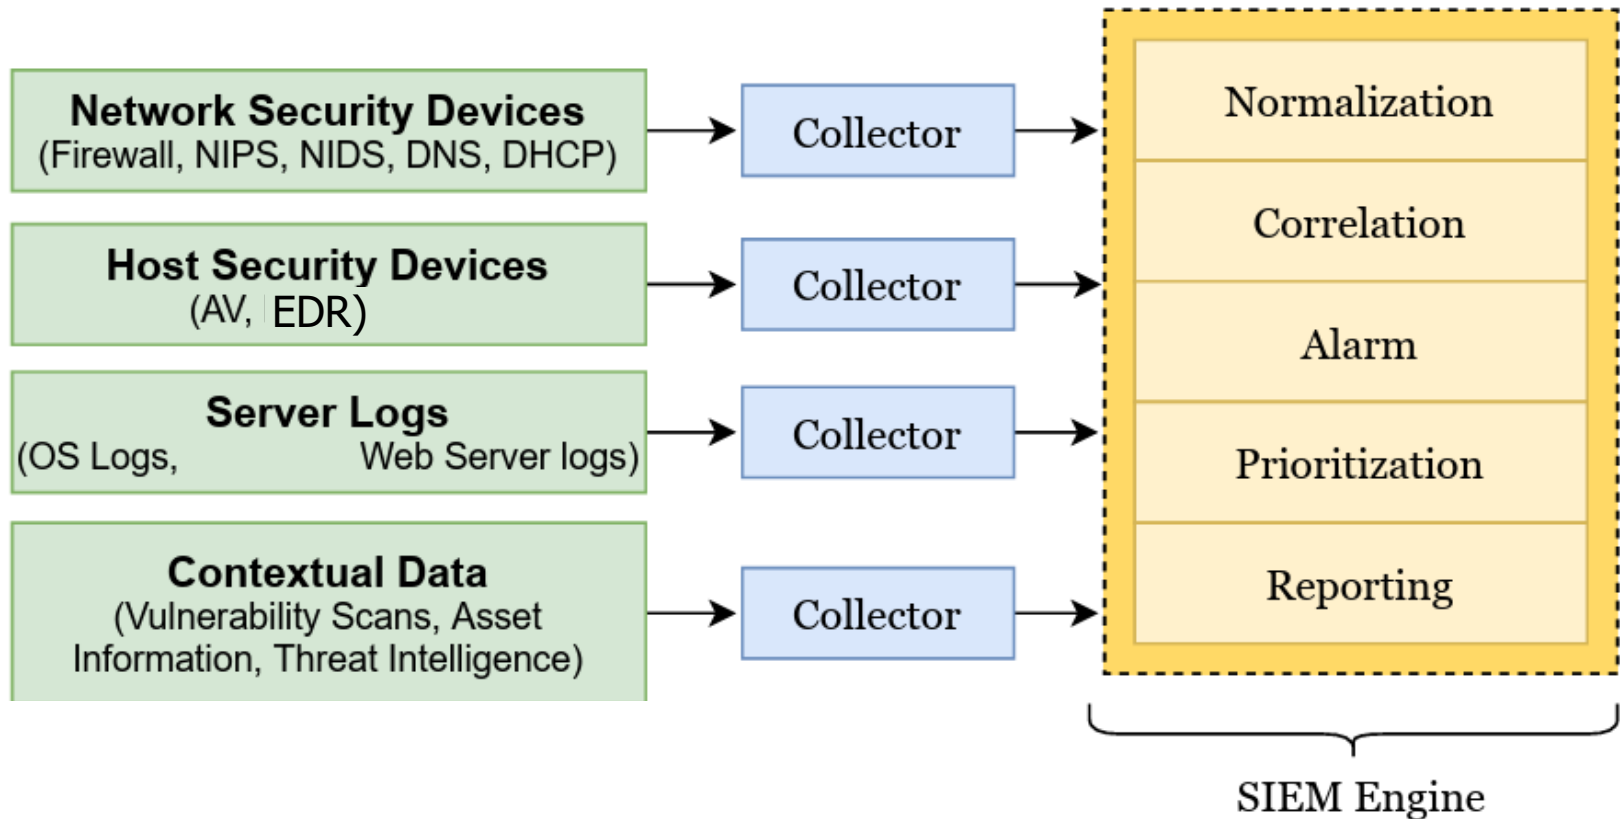 Network Security Devices
(Firewall, NIPS, NIDS, DNS, DHCP)
Collector
Host Security Devices
(AV, EDR)
Collector
Server Logs
(OS Logs, Web Server logs)
Collector
Contextual Data
(Vulnerability Scans, Asset
Information, Threat Intelligence)
Collector
Normalization
Correlation
Alarm
Prioritization
Reporting
SIEM Engine